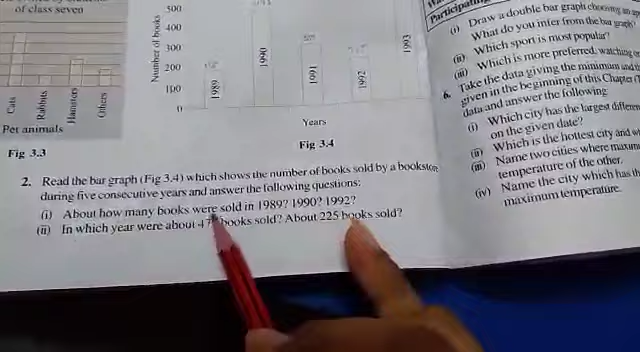 of class seven
Cats
Rabbits
Hamsters
Others
Pet animals
Fig 3.3
Number of books
500
400
300
200
100
0
1989
1990
1991
1992
1993
Years
Fig 3.4
2. Read the bar graph (Fig 3.4) which shows the number of books sold by a bookstore
during five consecutive years and answer the following questions:
(i) About how many books were sold in 1989? 1990? 1992?
(ii) In which year were about books sold? About 225 books sold?
Participating
(i) Draw a double bar graph choosing an
What do you infer from the bar graph?
(ii) Which sport is most popular?
(iii) Which is more preferred, watching or
6. Take the data giving the minimum and
given in the beginning of this Chapter
data and answer the following
(i) Which city has the largest
on the given date?
(ii) Which is the hottest city and
(iii) Name two cities where
temperature of the other.
(iv) Name the city which has
maximum temperature.